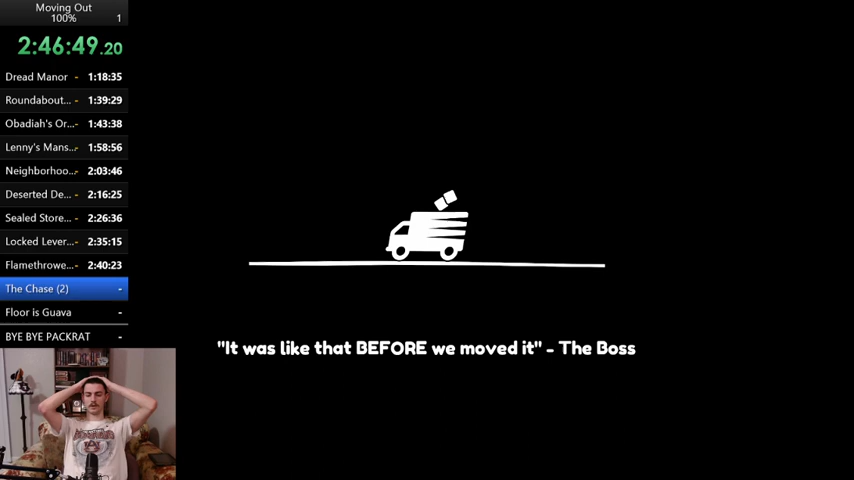 Moving Out
100% 1
2:46:49.20
Dread Manor - 1:18:35
Roundabout... - 1:39:29
Obadiah's Or... - 1:43:38
Lenny's Mans... - 1:58:56
Neighborhoo... - 2:03:46
Deserted De... - 2:16:25
Sealed Store... - 2:26:36
Locked Lever... - 2:35:15
Flamethrowe... - 2:40:23
The Chase (2) -
Floor is Guava -
BYE BYE PACKRAT -
"It was like that BEFORE we moved it" - The Boss